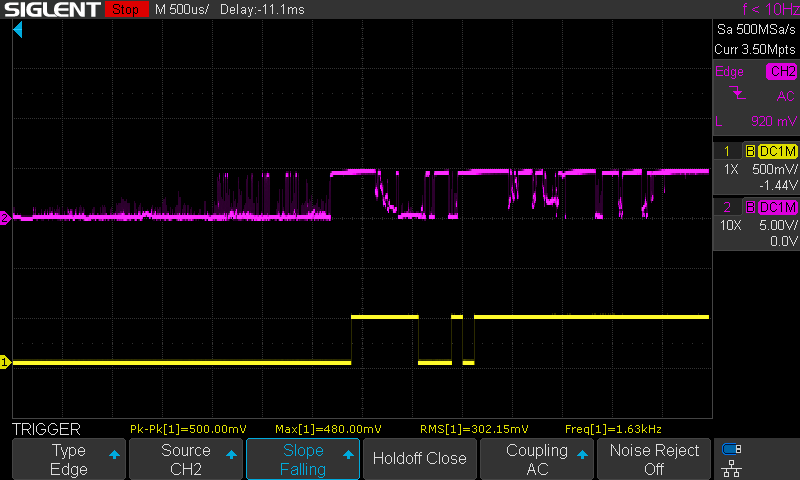 SIGLENT Stop M 500us/ Delay:-11.1ms f < 10Hz
Sa 500MSa/s
Curr 3.50Mpts
Edge CH2
AC
L 920 mV
1 B DC1M
1X 500mV/
-1.44V
2 B DC1M
10X 5.00V/
0.0V
2
1
TRIGGER Pk-Pk[1]=500.00mV Max[1]=480.00mV RMS[1]=302.15mV Freq[1]=1.63kHz
Type Source Slope Holdoff Close Coupling Noise Reject
Edge CH2 Falling AC Off